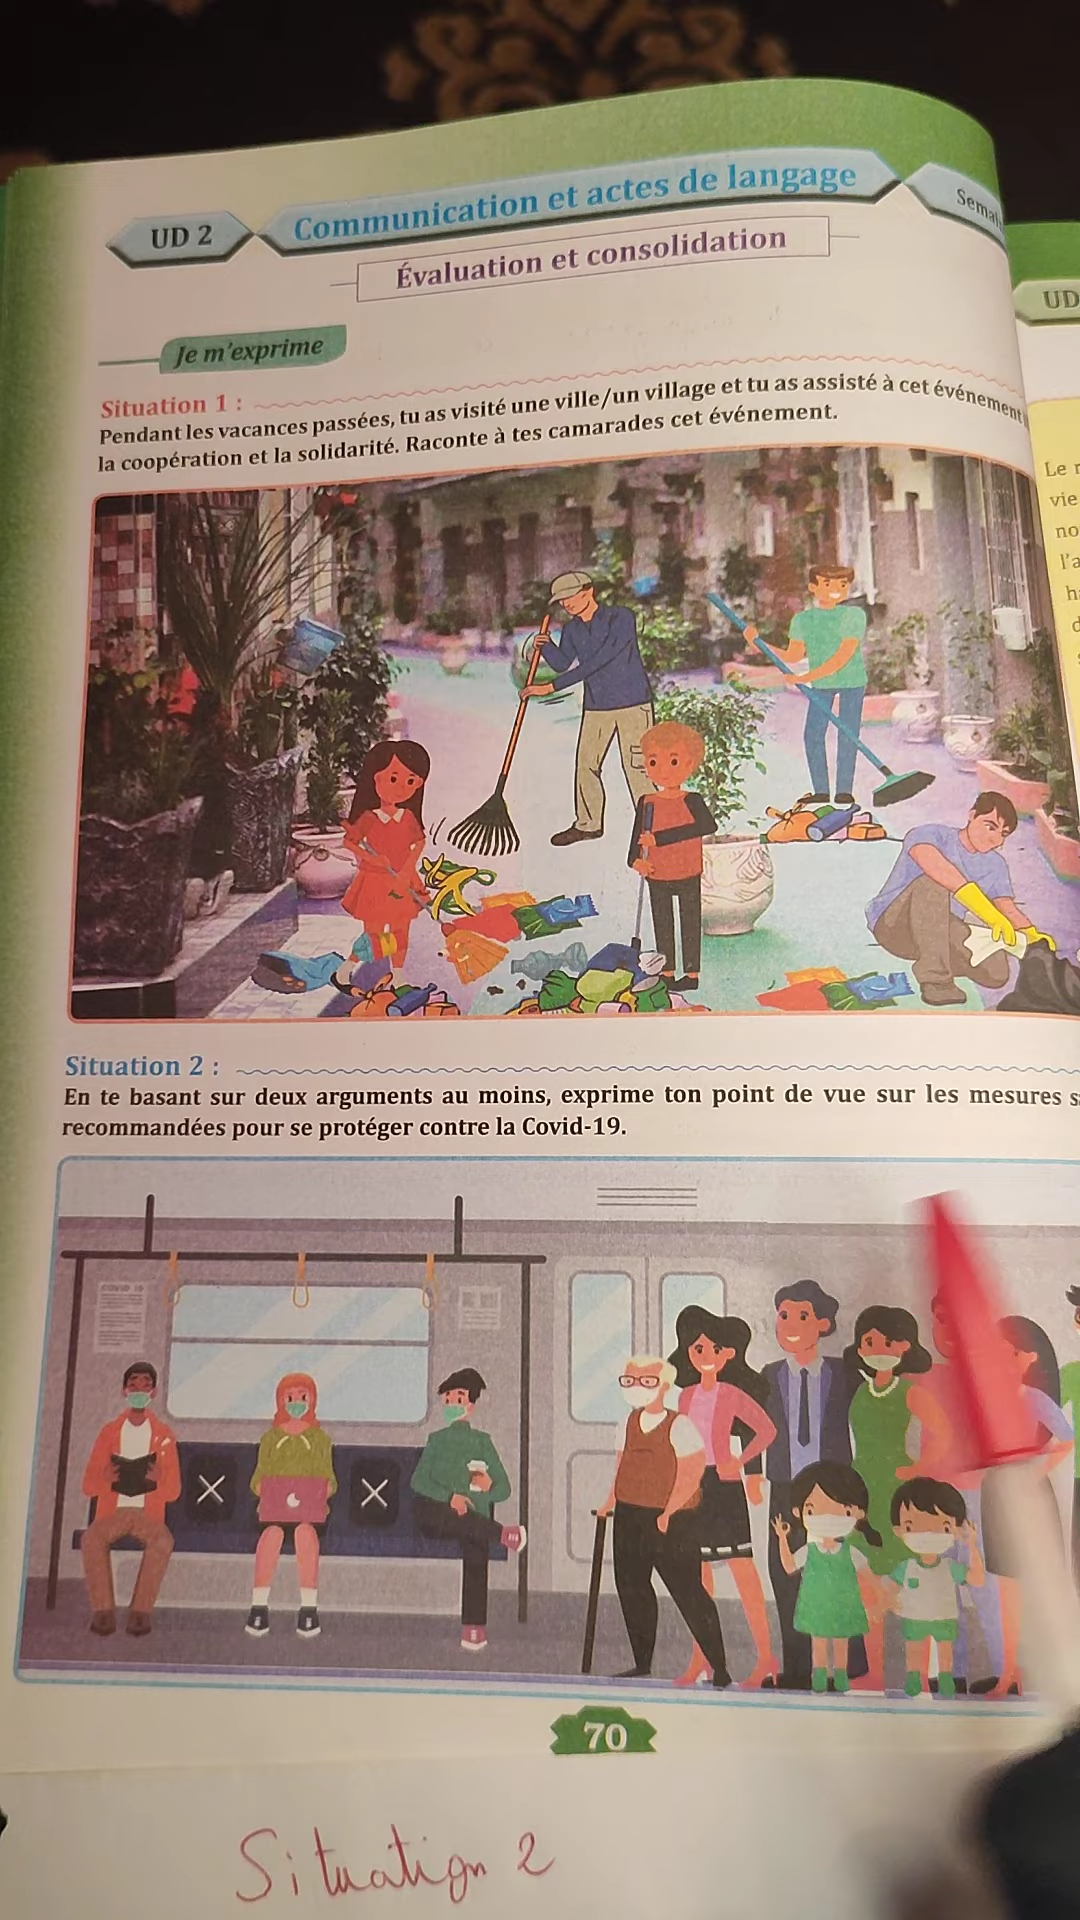 UD 2
Communication et actes de langage
Évaluation et consolidation
UD
Je m'exprime
Situation 1 :
Pendant les vacances passées, tu as visité une ville/un village et tu as assisté à cet événement
la coopération et la solidarité. Raconte à tes camarades cet événement.
Le
vie
no
l'a
Situation 2 :
En te basant sur deux arguments au moins, exprime ton point de vue sur les mesures
recommandées pour se protéger contre la Covid-19.
COVID 19
70
Situation 2